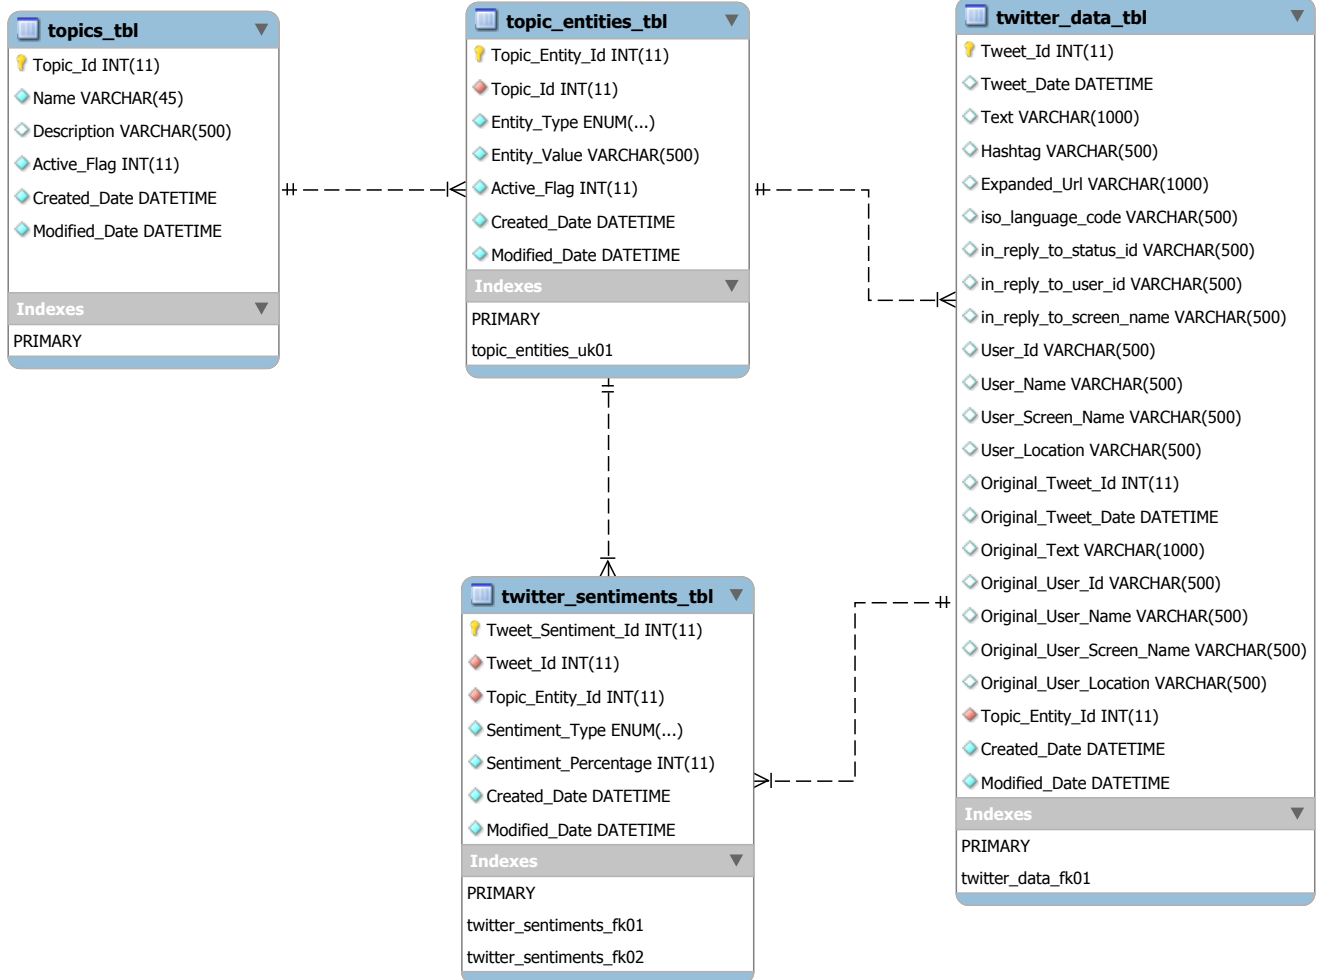 topics_tbl
Topic_Id INT(11)
Name VARCHAR(45)
Description VARCHAR(500)
Active_Flag INT(11)
Created_Date DATETIME
Modified_Date DATETIME
Indexes
PRIMARY
topic_entities_tbl
Topic_Entity_Id INT(11)
Topic_Id INT(11)
Entity_Type ENUM(...)
Entity_Value VARCHAR(500)
Active_Flag INT(11)
Created_Date DATETIME
Modified_Date DATETIME
Indexes
PRIMARY
topic_entities_uk01
twitter_data_tbl
Tweet_Id INT(11)
Tweet_Date DATETIME
Text VARCHAR(1000)
Hashtag VARCHAR(500)
Expanded_Url VARCHAR(1000)
iso_language_code VARCHAR(500)
in_reply_to_status_id VARCHAR(500)
in_reply_to_user_id VARCHAR(500)
in_reply_to_screen_name VARCHAR(500)
User_Id VARCHAR(500)
User_Name VARCHAR(500)
User_Screen_Name VARCHAR(500)
User_Location VARCHAR(500)
Original_Tweet_Id INT(11)
Original_Tweet_Date DATETIME
Original_Text VARCHAR(1000)
Original_User_Id VARCHAR(500)
Original_User_Name VARCHAR(500)
Original_User_Screen_Name VARCHAR(500)
Original_User_Location VARCHAR(500)
Topic_Entity_Id INT(11)
Created_Date DATETIME
Modified_Date DATETIME
Indexes
PRIMARY
twitter_data_fk01
twitter_sentiments_tbl
Tweet_Sentiment_Id INT(11)
Tweet_Id INT(11)
Topic_Entity_Id INT(11)
Sentiment_Type ENUM(...)
Sentiment_Percentage INT(11)
Created_Date DATETIME
Modified_Date DATETIME
Indexes
PRIMARY
twitter_sentiments_fk01
twitter_sentiments_fk02